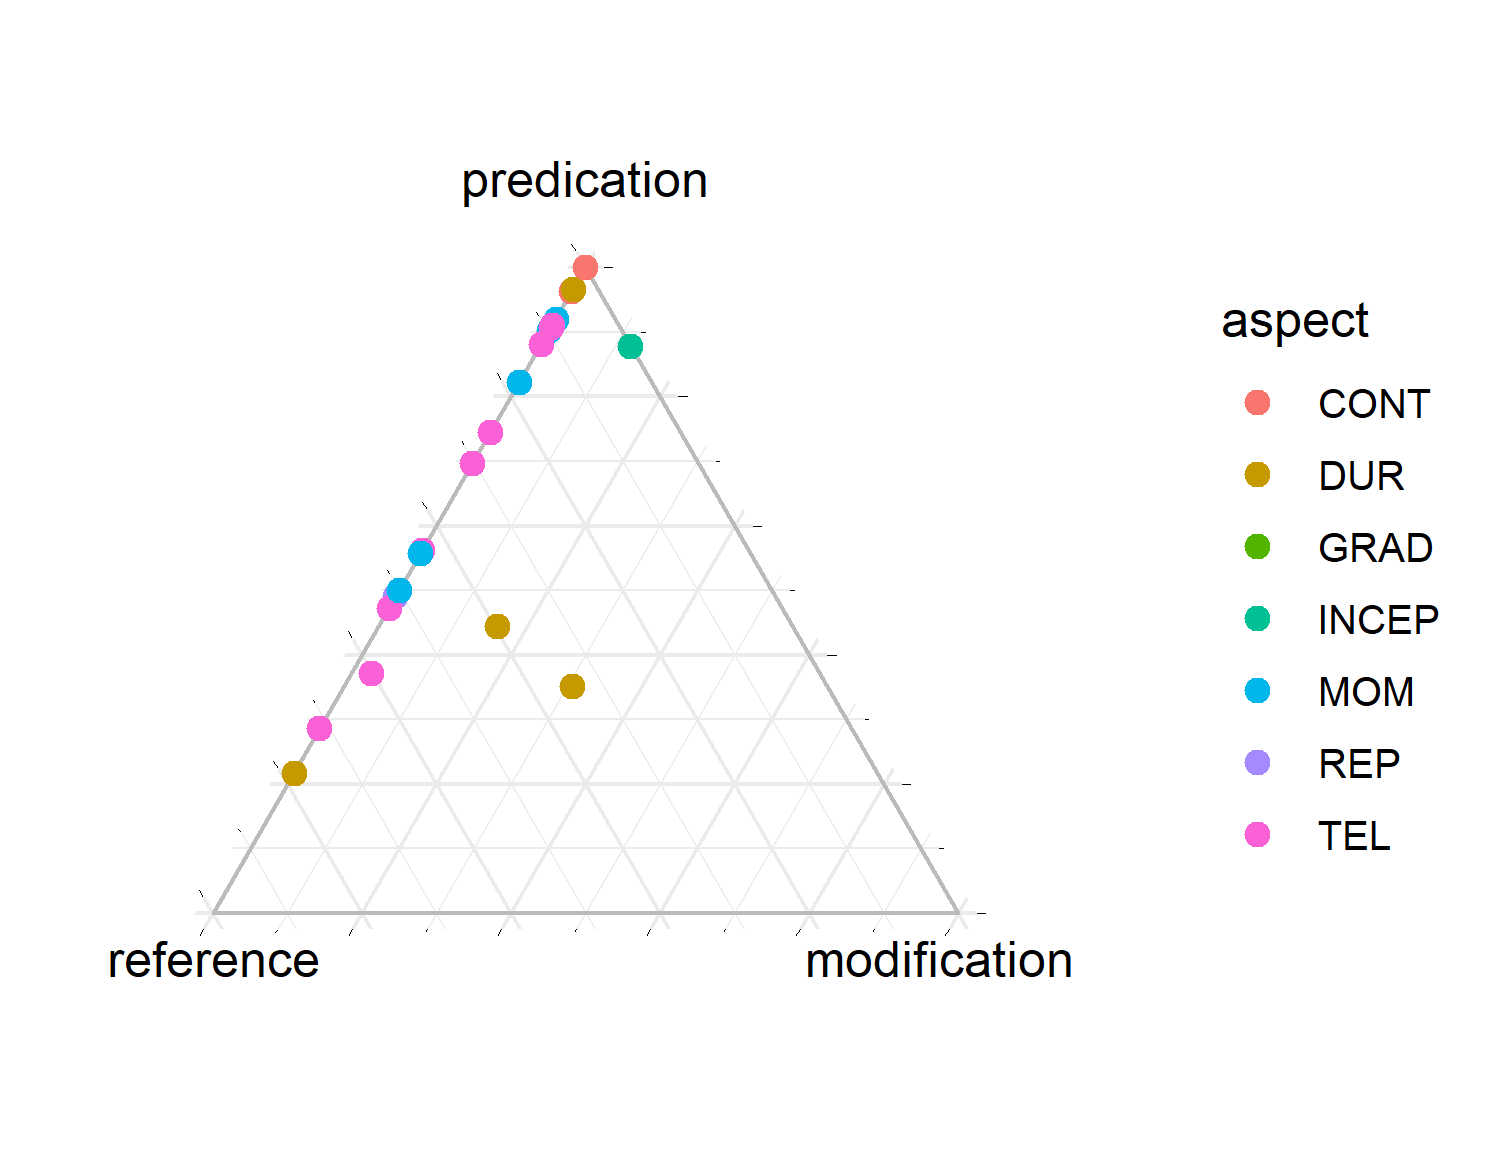 predication
aspect
CONT
DUR
GRAD
INCEP
MOM
REP
TEL
reference
modification